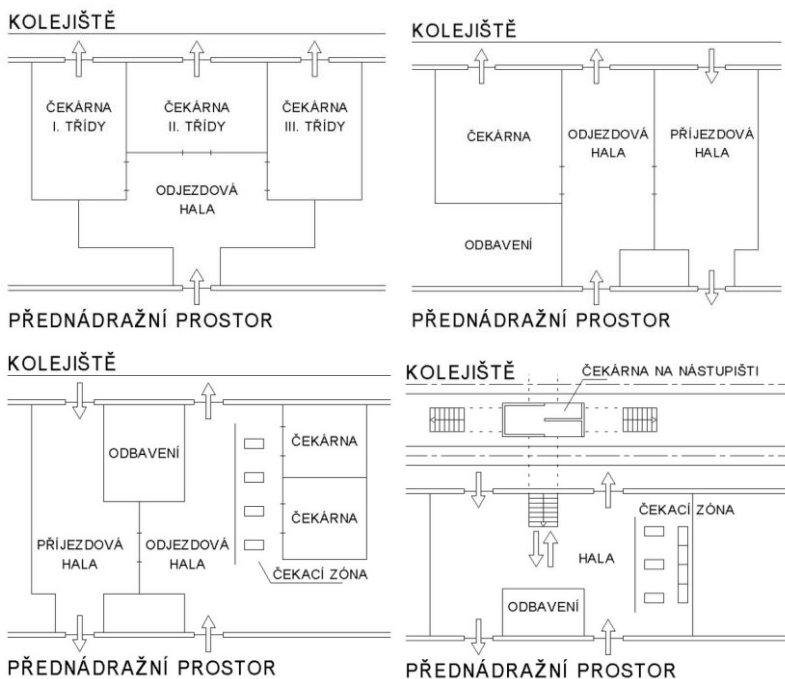 KOLEJIŠTĚ
ČEKÁRNA
I. TŘÍDY
ČEKÁRNA
II. TŘÍDY
ČEKÁRNA
III. TŘÍDY
ODJEZDOVÁ
HALA
PŘEDNÁDRAŽNÍ PROSTOR
KOLEJIŠTĚ
ČEKÁRNA
ODJEZDOVÁ
HALA
PŘÍJEZDOVÁ
HALA
ODBAVENÍ
PŘEDNÁDRAŽNÍ PROSTOR
KOLEJIŠTĚ
ODBAVENÍ
ČEKÁRNA
ČEKÁRNA
PŘÍJEZDOVÁ
HALA
ODJEZDOVÁ
HALA
ČEKACÍ ZÓNA
PŘEDNÁDRAŽNÍ PROSTOR
KOLEJIŠTĚ
ČEKÁRNA NA NÁSTUPIŠTI
ČEKACÍ ZÓNA
HALA
ODBAVENÍ
PŘEDNÁDRAŽNÍ PROSTOR